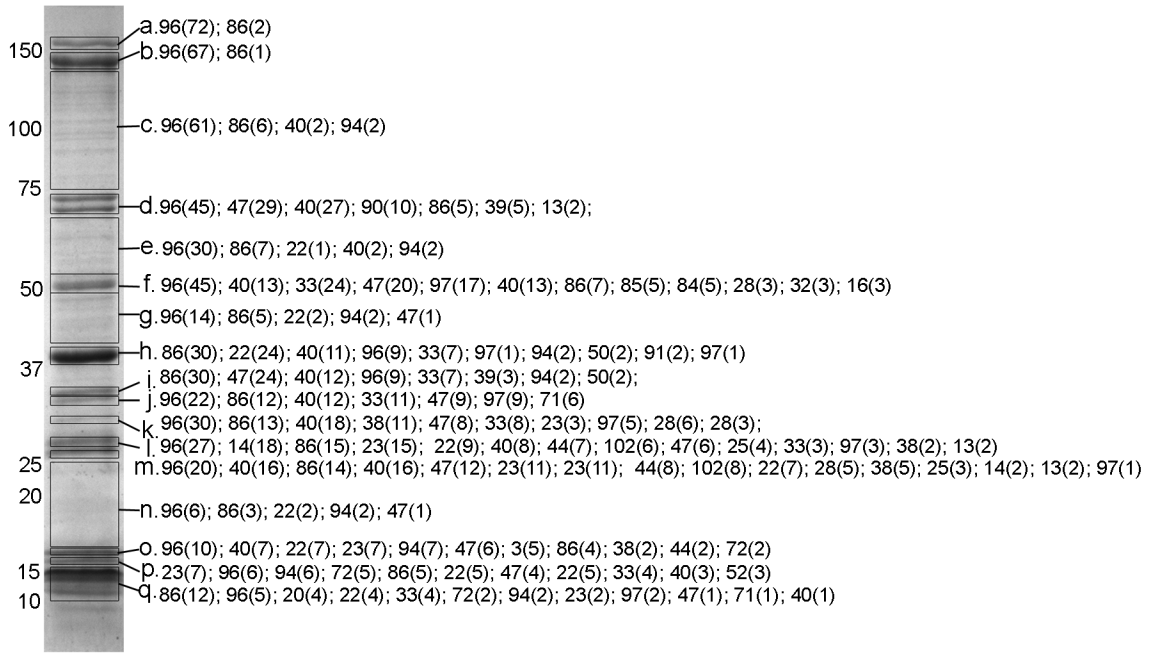 a.96(72); 86(2)
150
b.96(67); 86(1)
100
c.96(61); 86(6); 40(2); 94(2)
75
d.96(45); 47(29); 40(27); 90(10); 86(5); 39(5); 13(2);
e.96(30); 86(7); 22(1); 40(2); 94(2)
50
f.96(45); 40(13); 33(24); 47(20); 97(17); 40(13); 86(7); 85(5); 84(5); 28(3); 32(3); 16(3)
g.96(14); 86(5); 22(2); 94(2); 47(1)
h.86(30); 22(24); 40(11); 96(9); 33(7); 97(1); 94(2); 50(2); 91(2); 97(1)
37
i.86(30); 47(24); 40(12); 96(9); 33(7); 39(3); 94(2); 50(2);
j.96(22); 86(12); 40(12); 33(11); 47(9); 97(9); 71(6)
k.96(30); 86(13); 40(18); 38(11); 47(8); 33(8); 23(3); 97(5); 28(6); 28(3);
l.96(27); 14(18); 86(15); 23(15); 22(9); 40(8); 44(7); 102(6); 47(6); 25(4); 33(3); 97(3); 38(2); 13(2)
25
m.96(20); 40(16); 86(14); 40(16); 47(12); 23(11); 23(11); 44(8); 102(8); 22(7); 28(5); 38(5); 25(3); 14(2); 13(2); 97(1)
20
n.96(6); 86(3); 22(2); 94(2); 47(1)
o.96(10); 40(7); 22(7); 23(7); 94(7); 47(6); 3(5); 86(4); 38(2); 44(2); 72(2)
15
p.23(7); 96(6); 94(6); 72(5); 86(5); 22(5); 47(4); 22(5); 33(4); 40(3); 52(3)
q.86(12); 96(5); 20(4); 22(4); 33(4); 72(2); 94(2); 23(2); 97(2); 47(1); 71(1); 40(1)
10